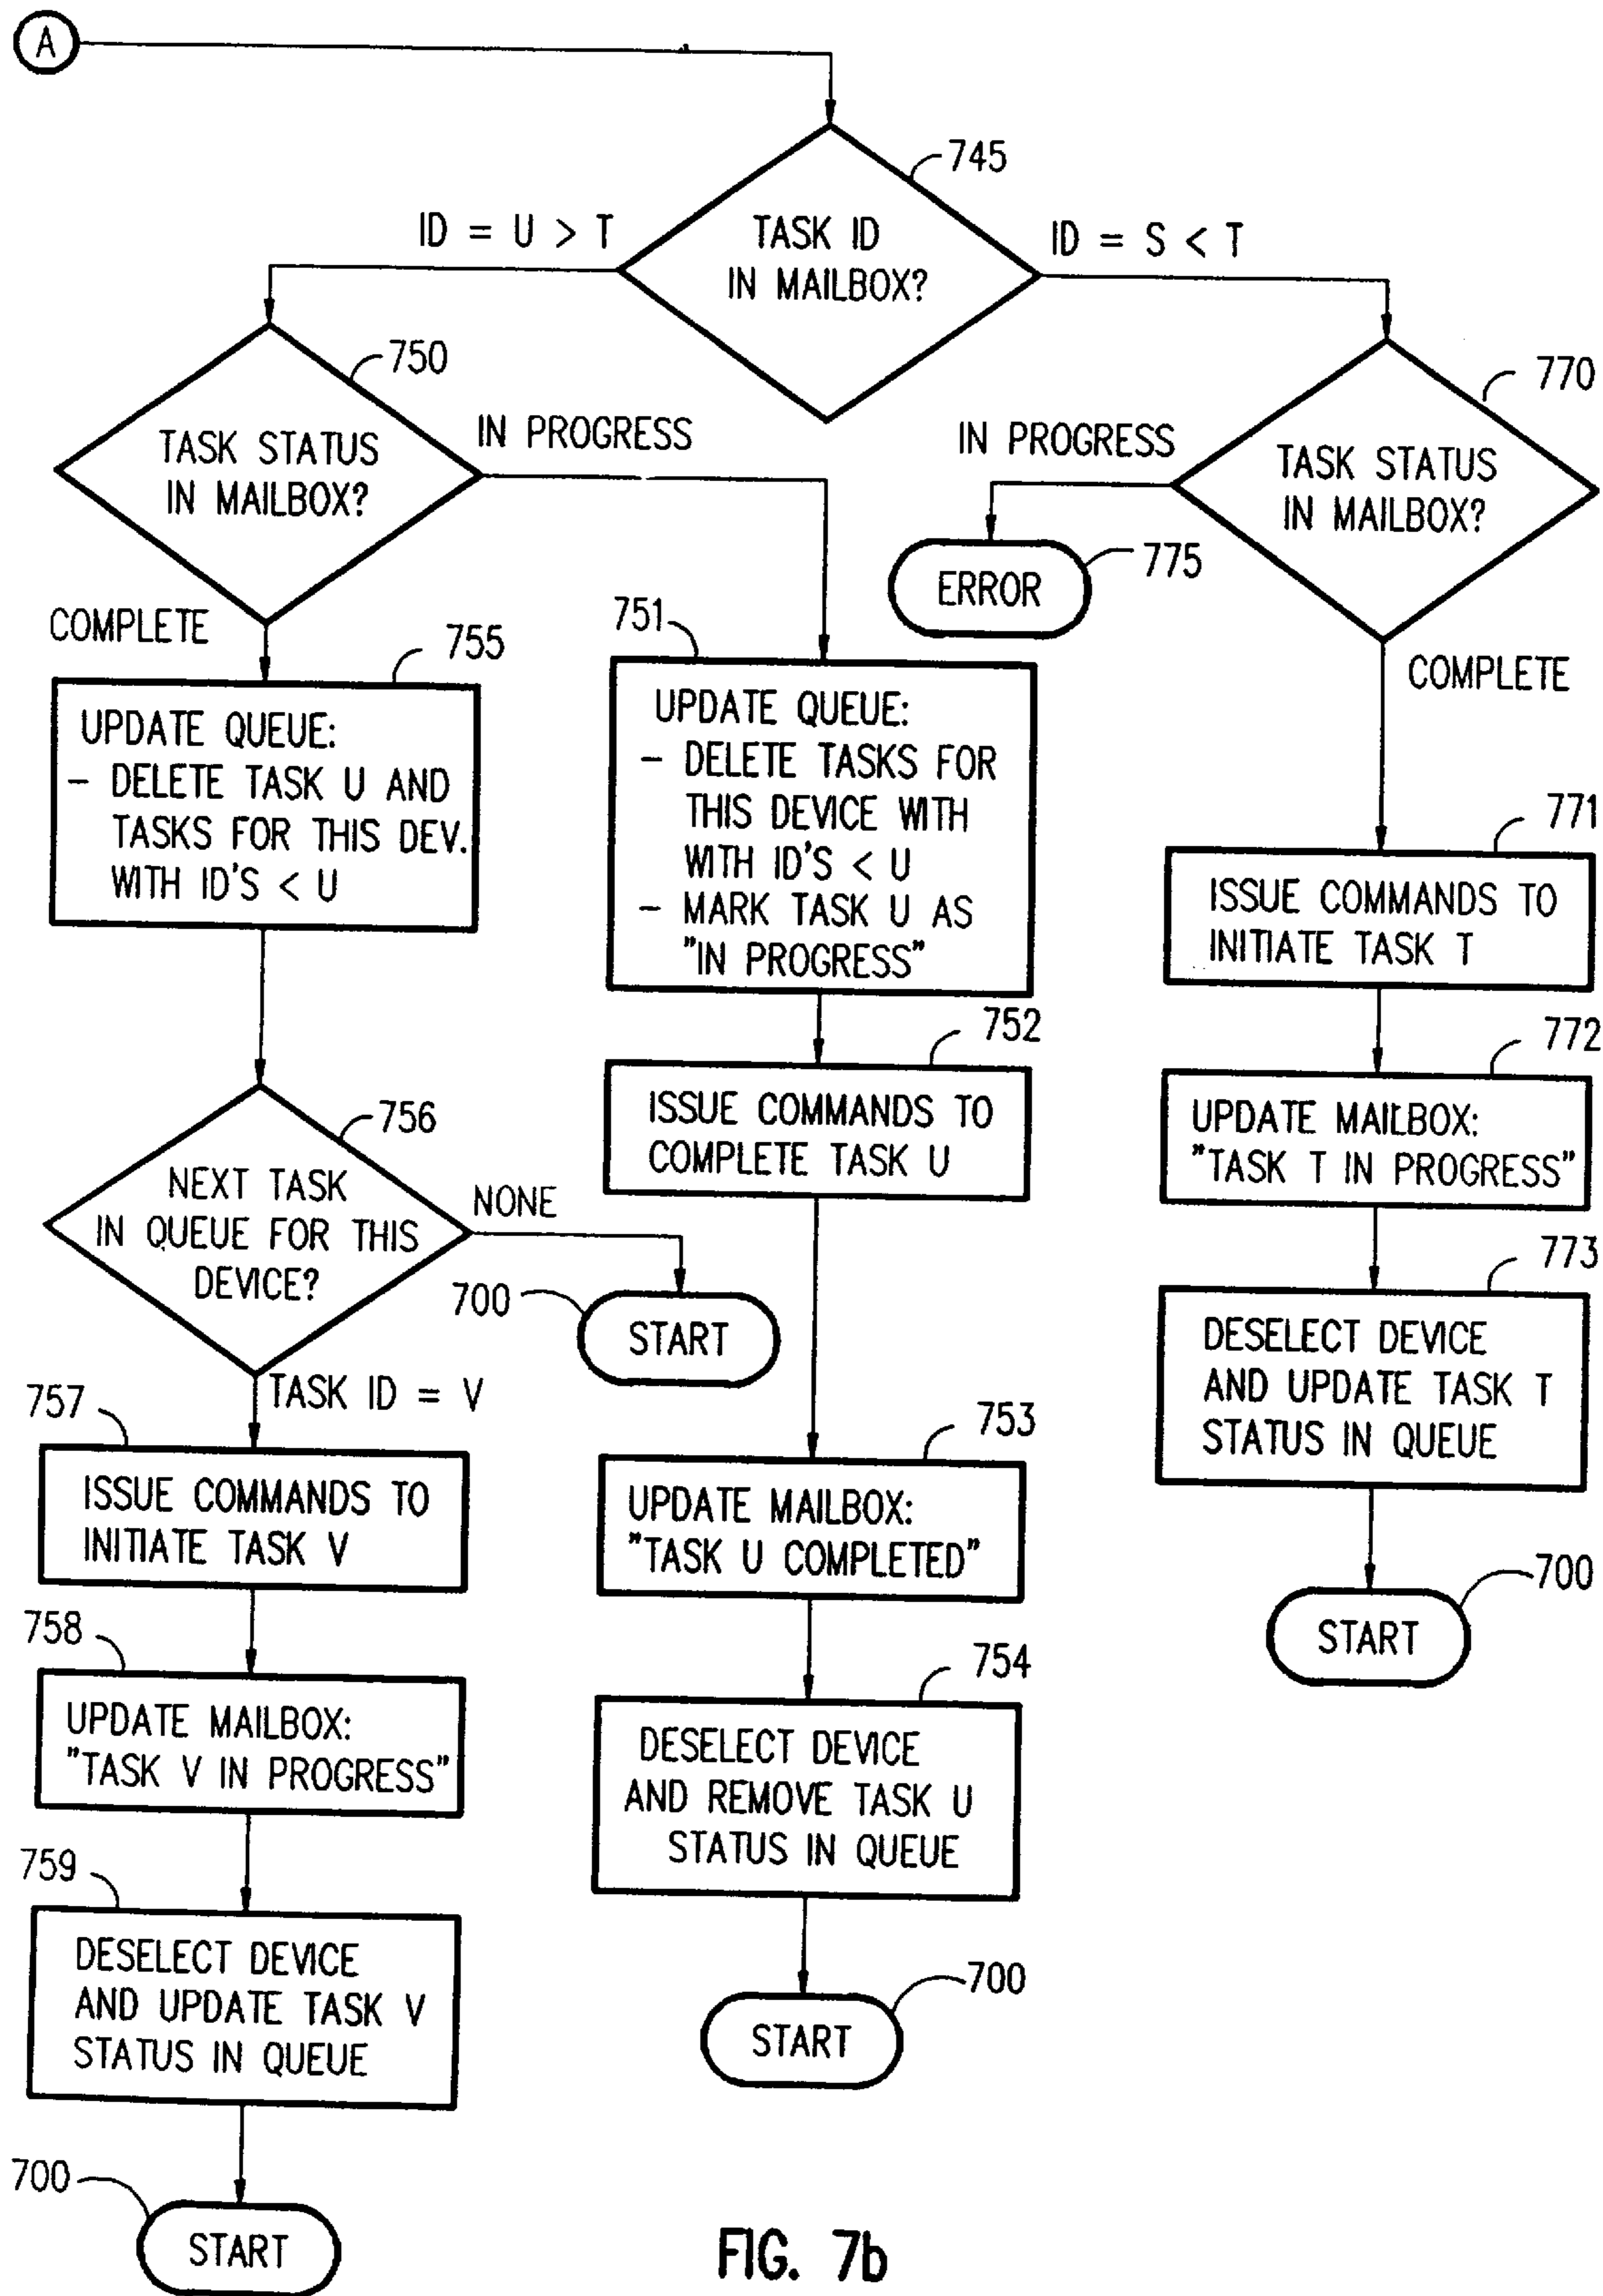 A
745
ID = U > T
TASK ID
IN MAILBOX?
ID = S < T
750
TASK STATUS
IN MAILBOX?
IN PROGRESS
COMPLETE
770
IN PROGRESS
TASK STATUS
IN MAILBOX?
775
ERROR
COMPLETE
755
UPDATE QUEUE:
- DELETE TASK U AND
TASKS FOR THIS DEV.
WITH ID'S < U
751
UPDATE QUEUE:
- DELETE TASKS FOR
THIS DEVICE WITH
WITH ID'S < U
- MARK TASK U AS
"IN PROGRESS"
771
ISSUE COMMANDS TO
INITIATE TASK T
752
ISSUE COMMANDS TO
COMPLETE TASK U
772
UPDATE MAILBOX:
"TASK T IN PROGRESS"
756
NEXT TASK
IN QUEUE FOR THIS
DEVICE?
NONE
700
START
TASK ID = V
773
DESELECT DEVICE
AND UPDATE TASK T
STATUS IN QUEUE
700
START
757
ISSUE COMMANDS TO
INITIATE TASK V
753
UPDATE MAILBOX:
"TASK U COMPLETED"
758
UPDATE MAILBOX:
"TASK V IN PROGRESS"
754
DESELECT DEVICE
AND REMOVE TASK U
STATUS IN QUEUE
759
DESELECT DEVICE
AND UPDATE TASK V
STATUS IN QUEUE
700
START
700
START
FIG. 7b